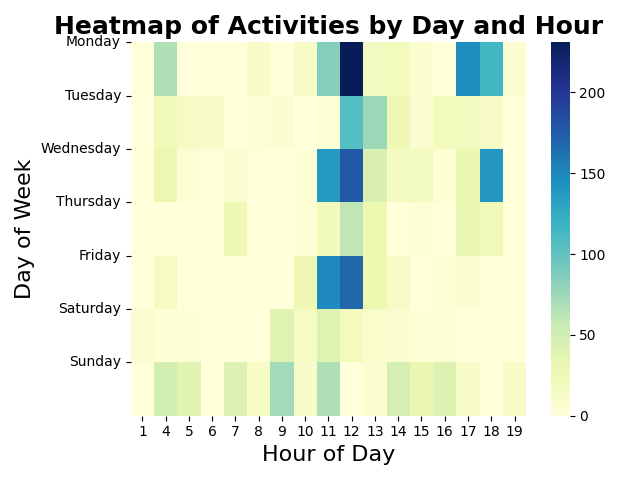 Heatmap of Activities by Day and Hour
Monday
Tuesday
Wednesday
Thursday
Friday
Saturday
Sunday
Day of Week
1 4 5 6 7 8 9 10 11 12 13 14 15 16 17 18 19
Hour of Day
200
150
100
50
0